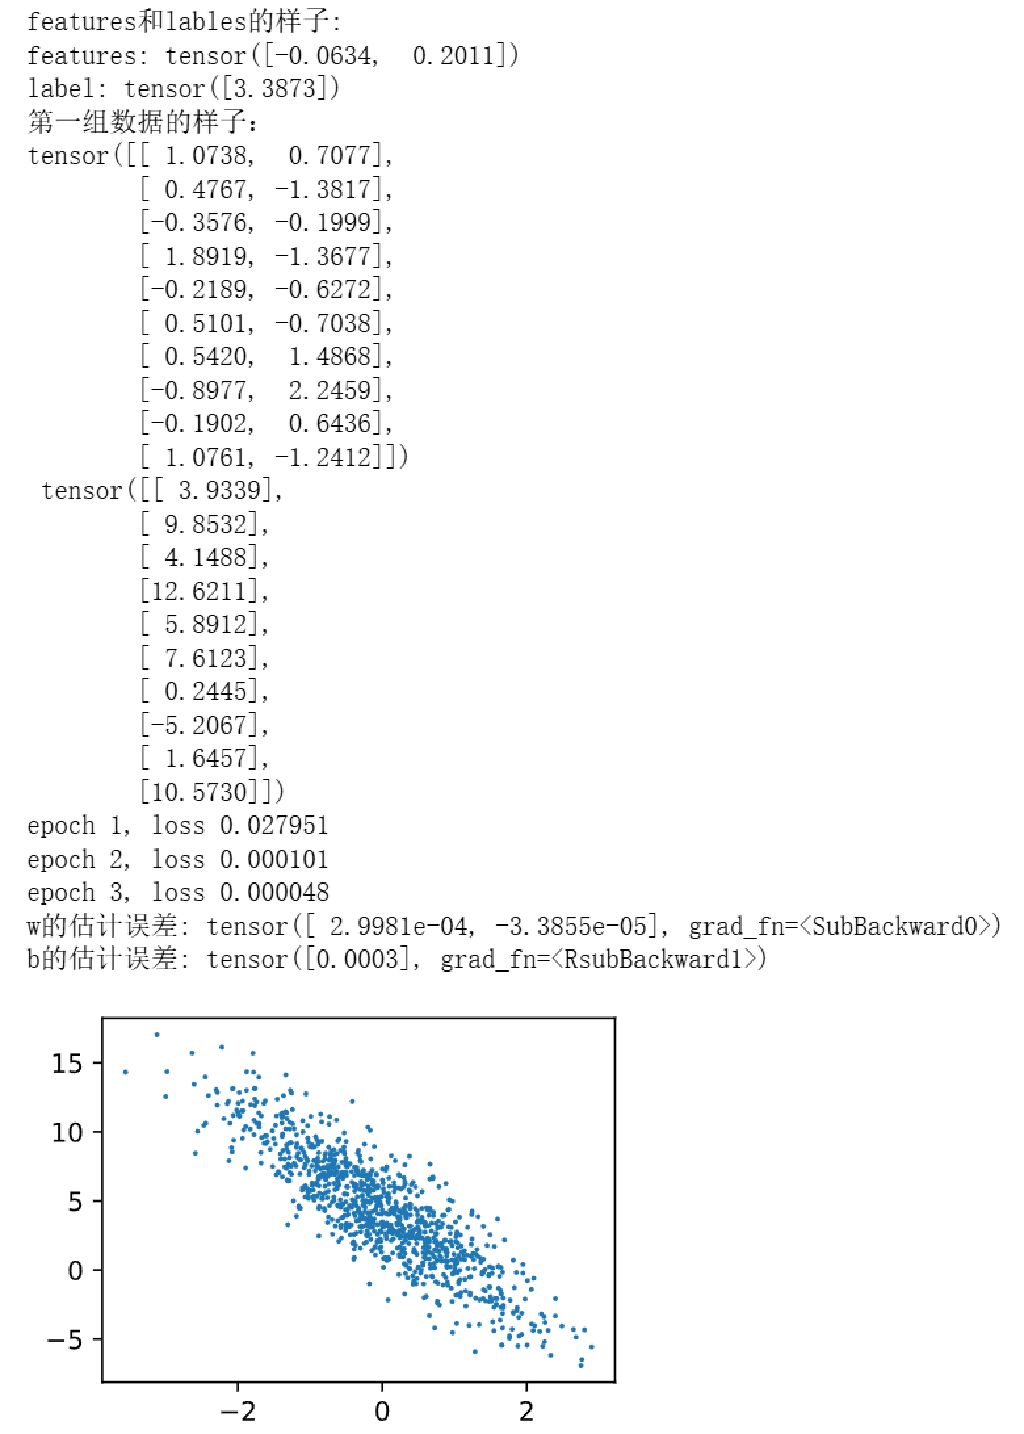 features和lables的样子:
features: tensor([-0.0634,  0.2011])
label: tensor([3.3873])
第一组数据的样子：
tensor([[ 1.0738,  0.7077],
        [ 0.4767, -1.3817],
        [-0.3576, -0.1999],
        [ 1.8919, -1.3677],
        [-0.2189, -0.6272],
        [ 0.5101, -0.7038],
        [ 0.5420,  1.4868],
        [-0.8977,  2.2459],
        [-0.1902,  0.6436],
        [ 1.0761, -1.2412]])
 tensor([[ 3.9339],
        [ 9.8532],
        [ 4.1488],
        [12.6211],
        [ 5.8912],
        [ 7.6123],
        [ 0.2445],
        [-5.2067],
        [ 1.6457],
        [10.5730]])
epoch 1, loss 0.027951
epoch 2, loss 0.000101
epoch 3, loss 0.000048
w的估计误差: tensor([ 2.9981e-04, -3.3855e-05], grad_fn=<SubBackward0>)
b的估计误差: tensor([0.0003], grad_fn=<RsubBackward1>)
15
10
5
0
−5
−2 0 2